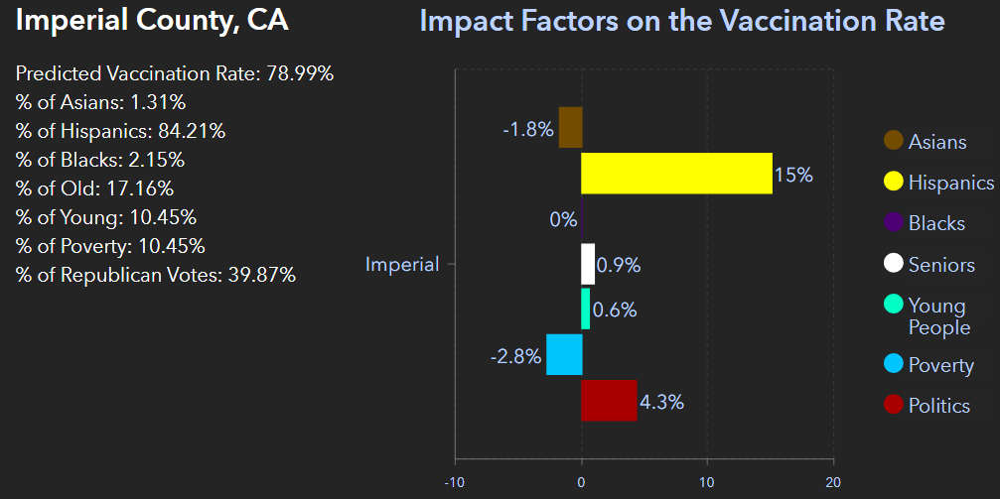 Imperial County, CA
Predicted Vaccination Rate: 78.99%
% of Asians: 1.31%
% of Hispanics: 84.21%
% of Blacks: 2.15%
% of Old: 17.16%
% of Young: 10.45%
% of Poverty: 10.45%
% of Republican Votes: 39.87%
Impact Factors on the Vaccination Rate
-1.8%
15%
0%
Imperial
0.9%
0.6%
-2.8%
4.3%
-10
0
10
20
Asians
Hispanics
Blacks
Seniors
Young
People
Poverty
Politics